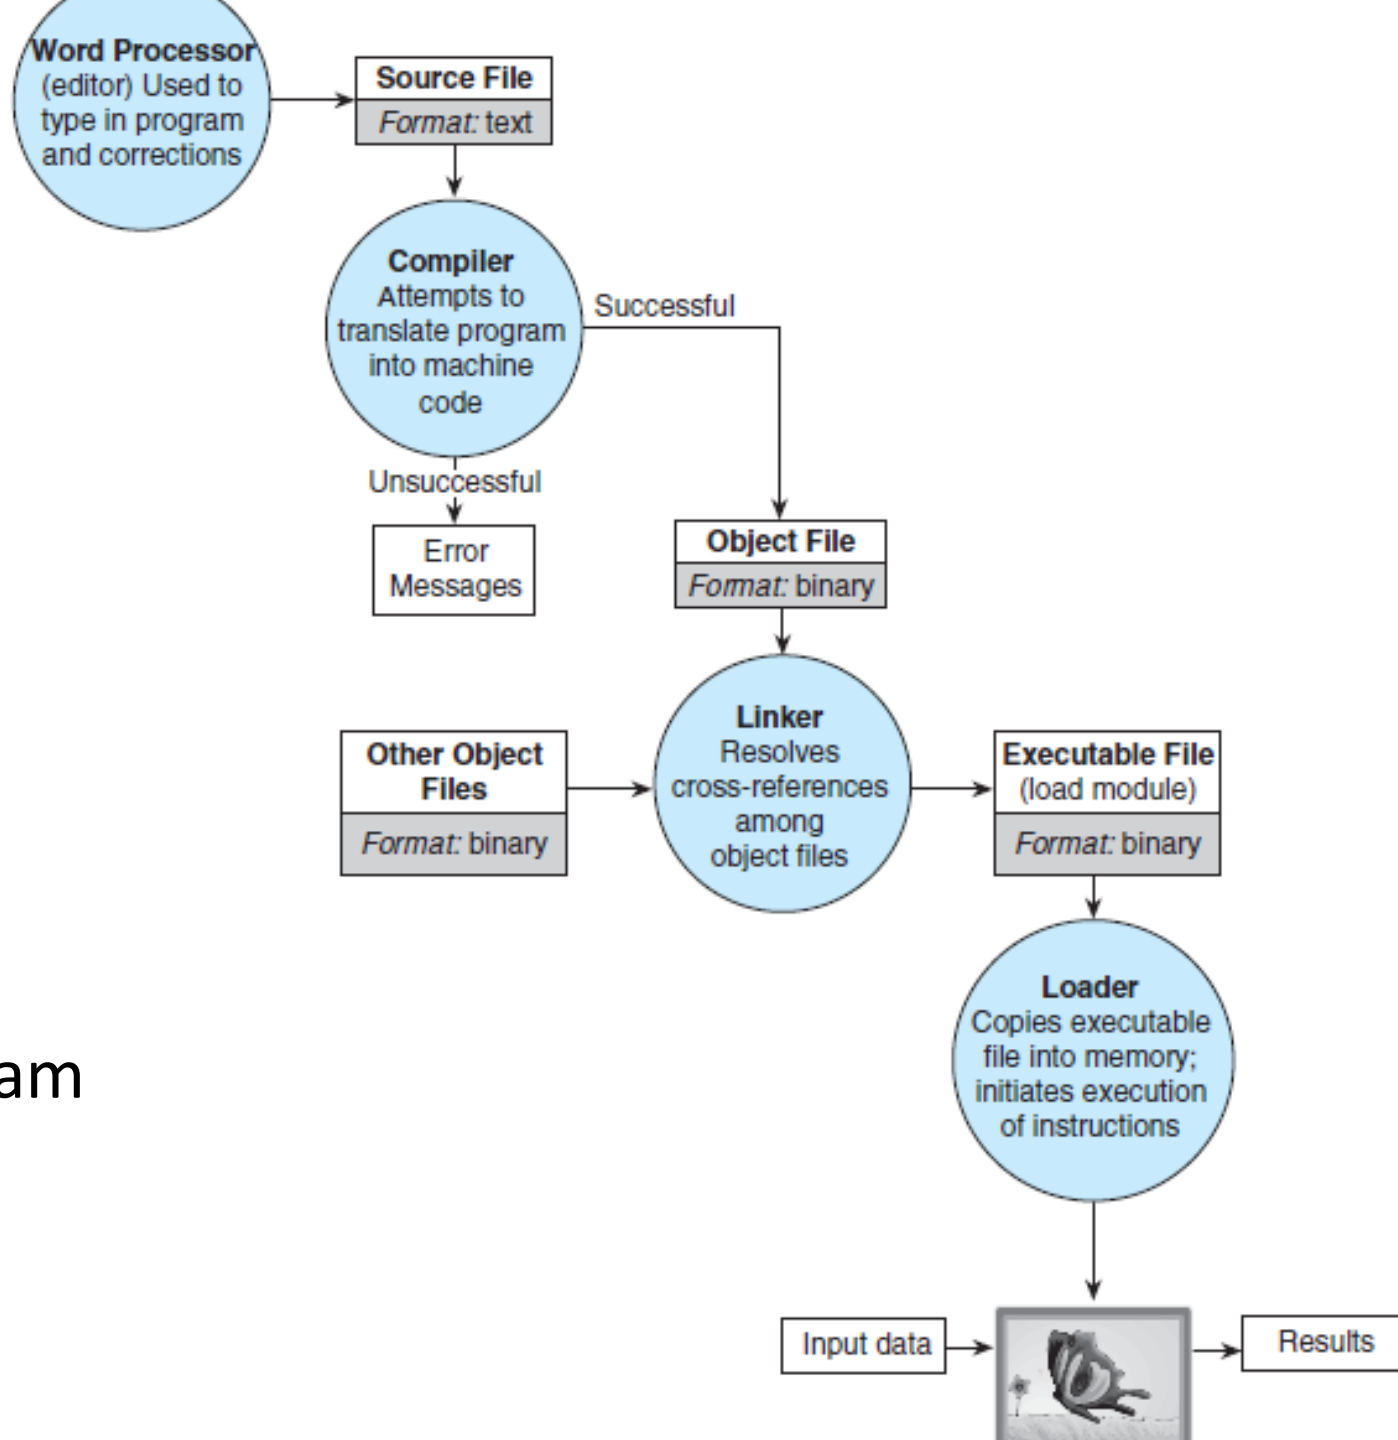 Word Processor
(editor) Used to
type in program
and corrections
Source File
Format: text
Compiler
Attempts to
translate program
into machine
code
Successful
Unsuccessful
Error
Messages
Object File
Format: binary
Other Object
Files
Format: binary
Linker
Resolves
cross-references
among
object files
Executable File
(load module)
Format: binary
Loader
Copies executable
file into memory;
initiates execution
of instructions
am
Input data
Results